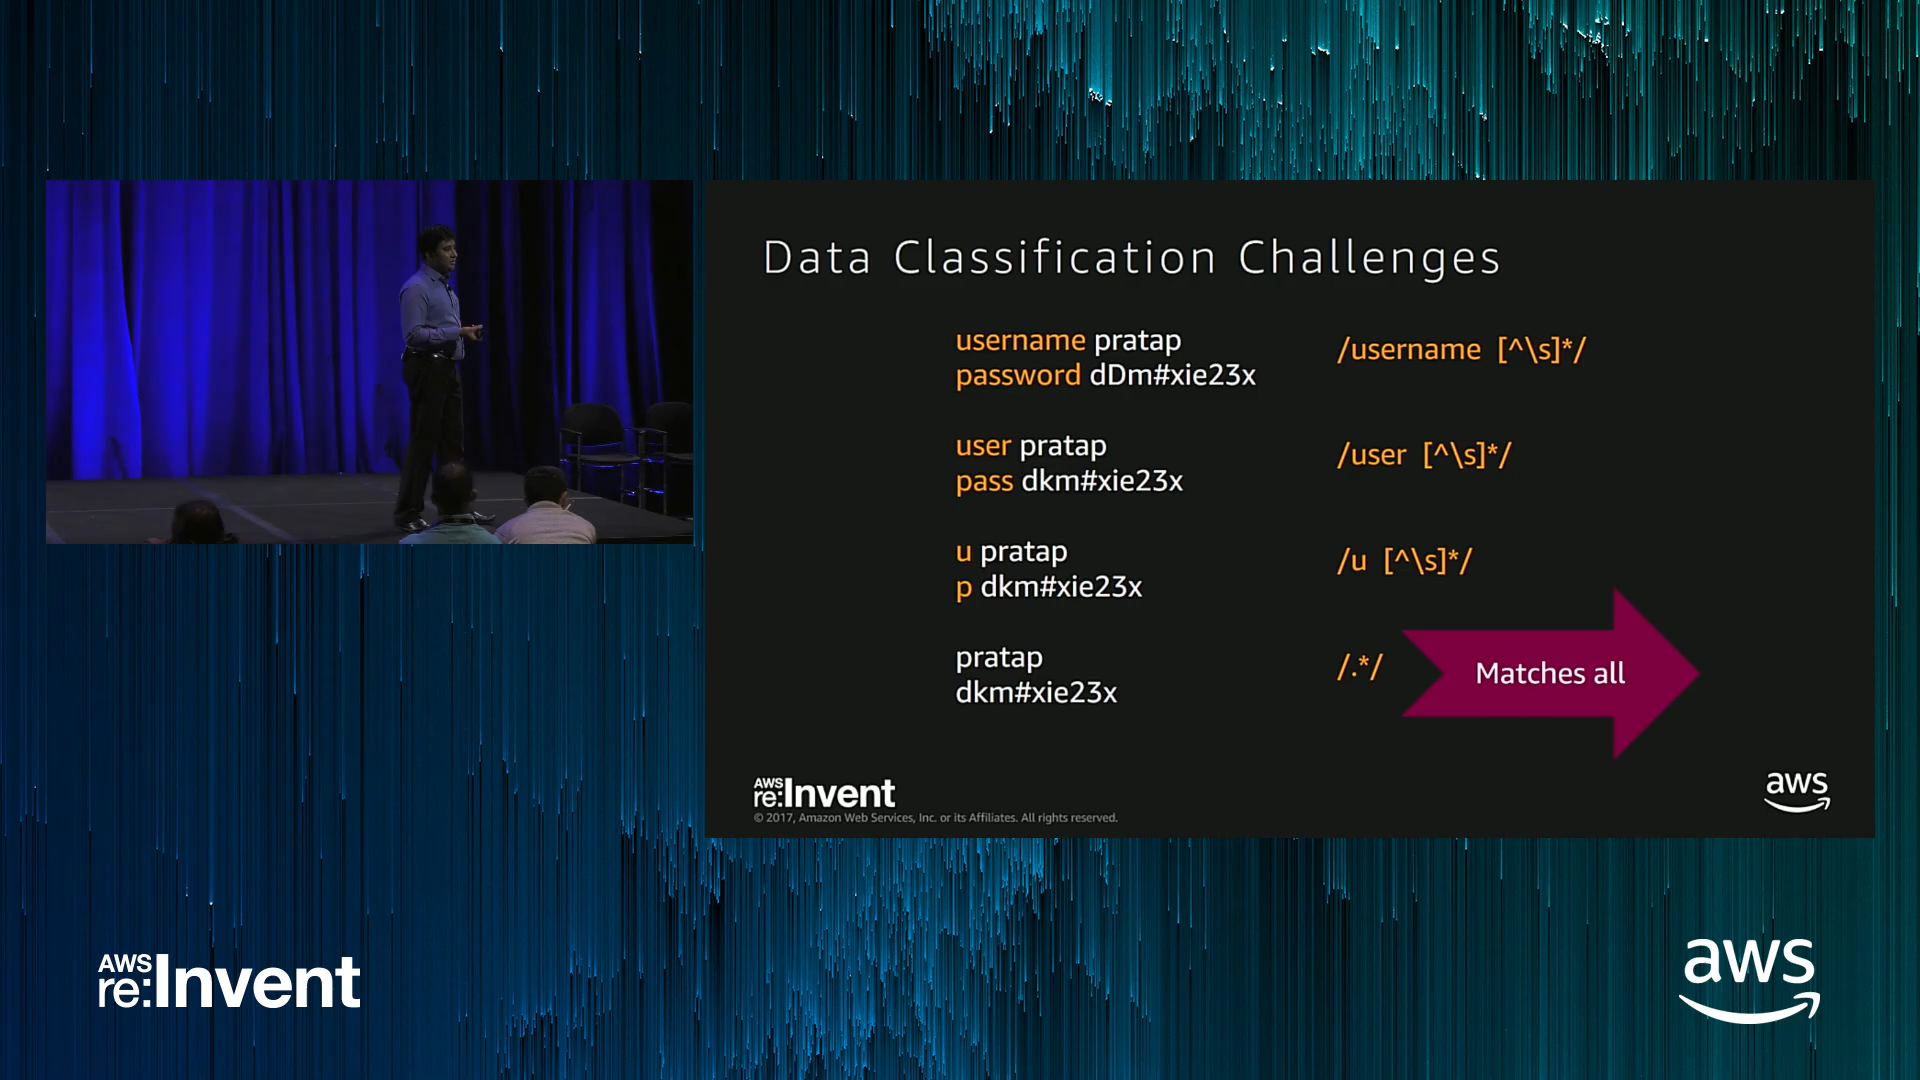 Data Classification Challenges
username pratap
password dDm#xie23x
/username [^\s]*/
user pratap
pass dkm#xie23x
/user [^\s]*/
u pratap
p dkm#xie23x
/u [^\s]*/
pratap
dkm#xie23x
/.*/
Matches all
AWS
re:Invent
© 2017, Amazon Web Services, Inc. or its Affiliates. All rights reserved.
aws
AWS
re:Invent
aws